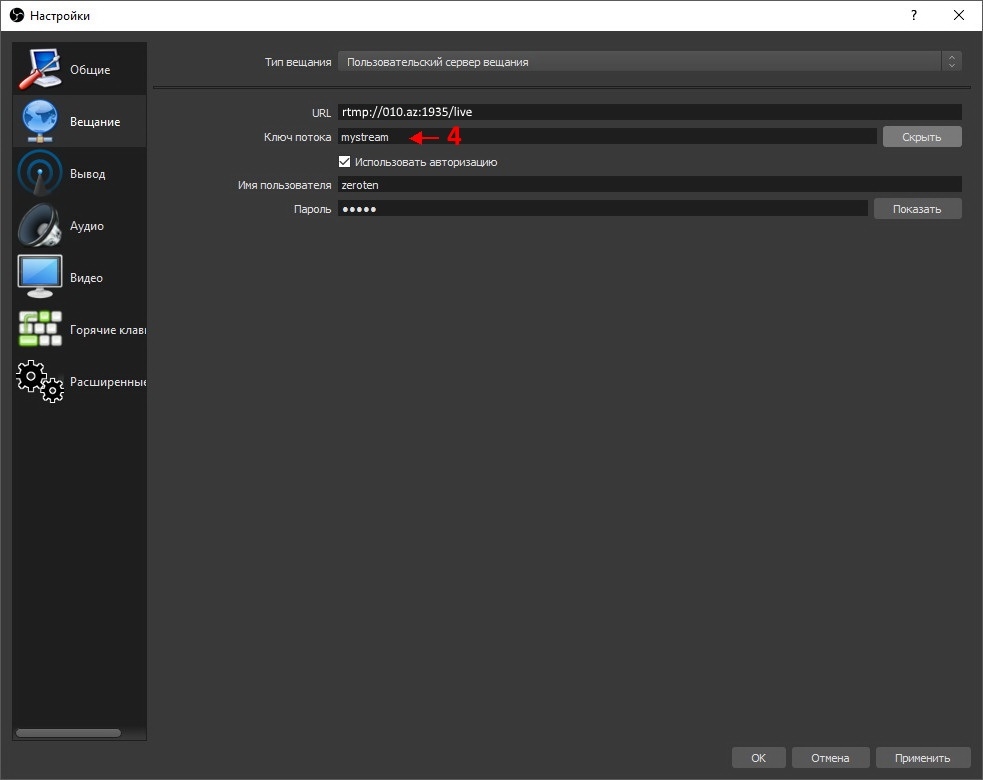 Настройки
?
Общие
Вещание
Вывод
Аудио
Видео
Горячие клави
Расширенные
Тип вещания Пользовательский сервер вещания
URL rtmp://010.az:1935/live
Ключ потока mystream 4 Скрыть
Использовать авторизацию
Имя пользователя zeroten
Пароль ●●●●● Показать
OK Отмена Применить